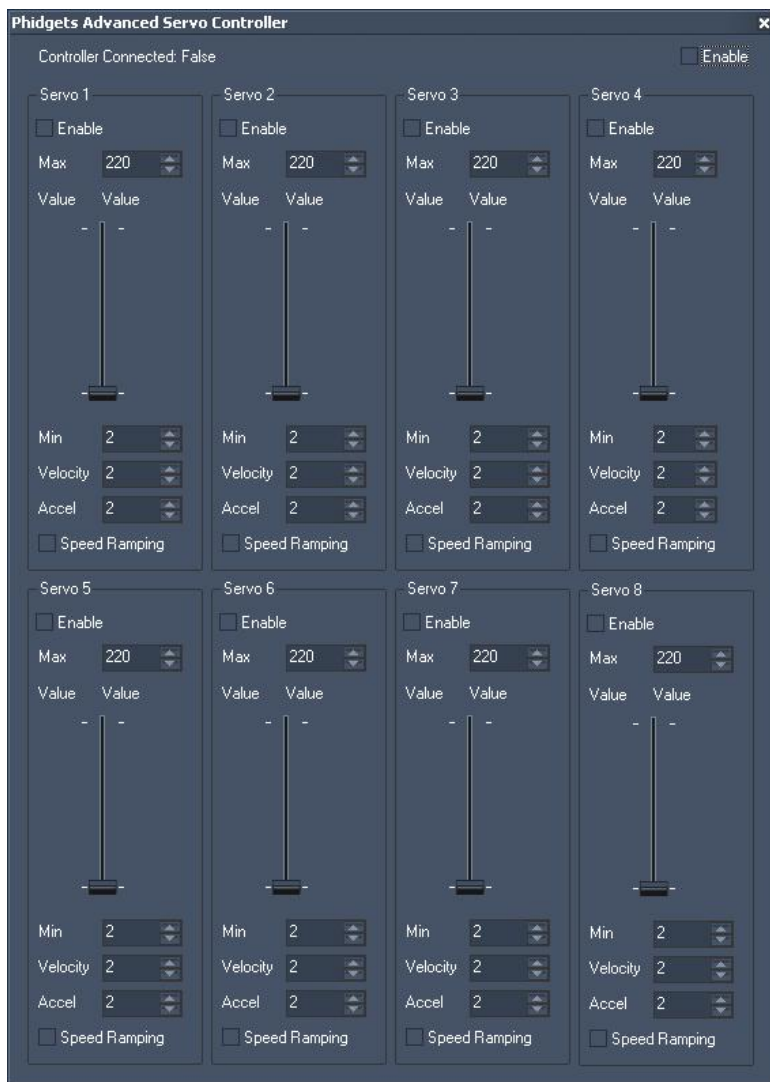 Phidgets Advanced Servo Controller
Controller Connected: False
Enable
Servo 1
Enable
Max 220
Value Value
Min 2
Velocity 2
Accel 2
Speed Ramping
Servo 2
Enable
Max 220
Value Value
Min 2
Velocity 2
Accel 2
Speed Ramping
Servo 3
Enable
Max 220
Value Value
Min 2
Velocity 2
Accel 2
Speed Ramping
Servo 4
Enable
Max 220
Value Value
Min 2
Velocity 2
Accel 2
Speed Ramping
Servo 5
Enable
Max 220
Value Value
Min 2
Velocity 2
Accel 2
Speed Ramping
Servo 6
Enable
Max 220
Value Value
Min 2
Velocity 2
Accel 2
Speed Ramping
Servo 7
Enable
Max 220
Value Value
Min 2
Velocity 2
Accel 2
Speed Ramping
Servo 8
Enable
Max 220
Value Value
Min 2
Velocity 2
Accel 2
Speed Ramping